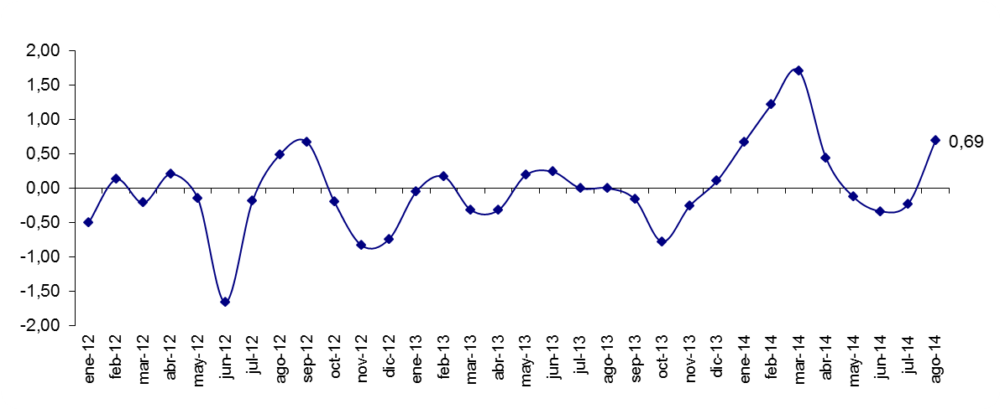 2,00
1,50
1,00
0,50
0,00
-0,50
-1,00
-1,50
-2,00
0,69
ene-12
feb-12
mar-12
abr-12
may-12
jun-12
jul-12
ago-12
sep-12
oct-12
nov-12
dic-12
ene-13
feb-13
mar-13
abr-13
may-13
jun-13
jul-13
ago-13
sep-13
oct-13
nov-13
dic-13
ene-14
feb-14
mar-14
abr-14
may-14
jun-14
jul-14
ago-14